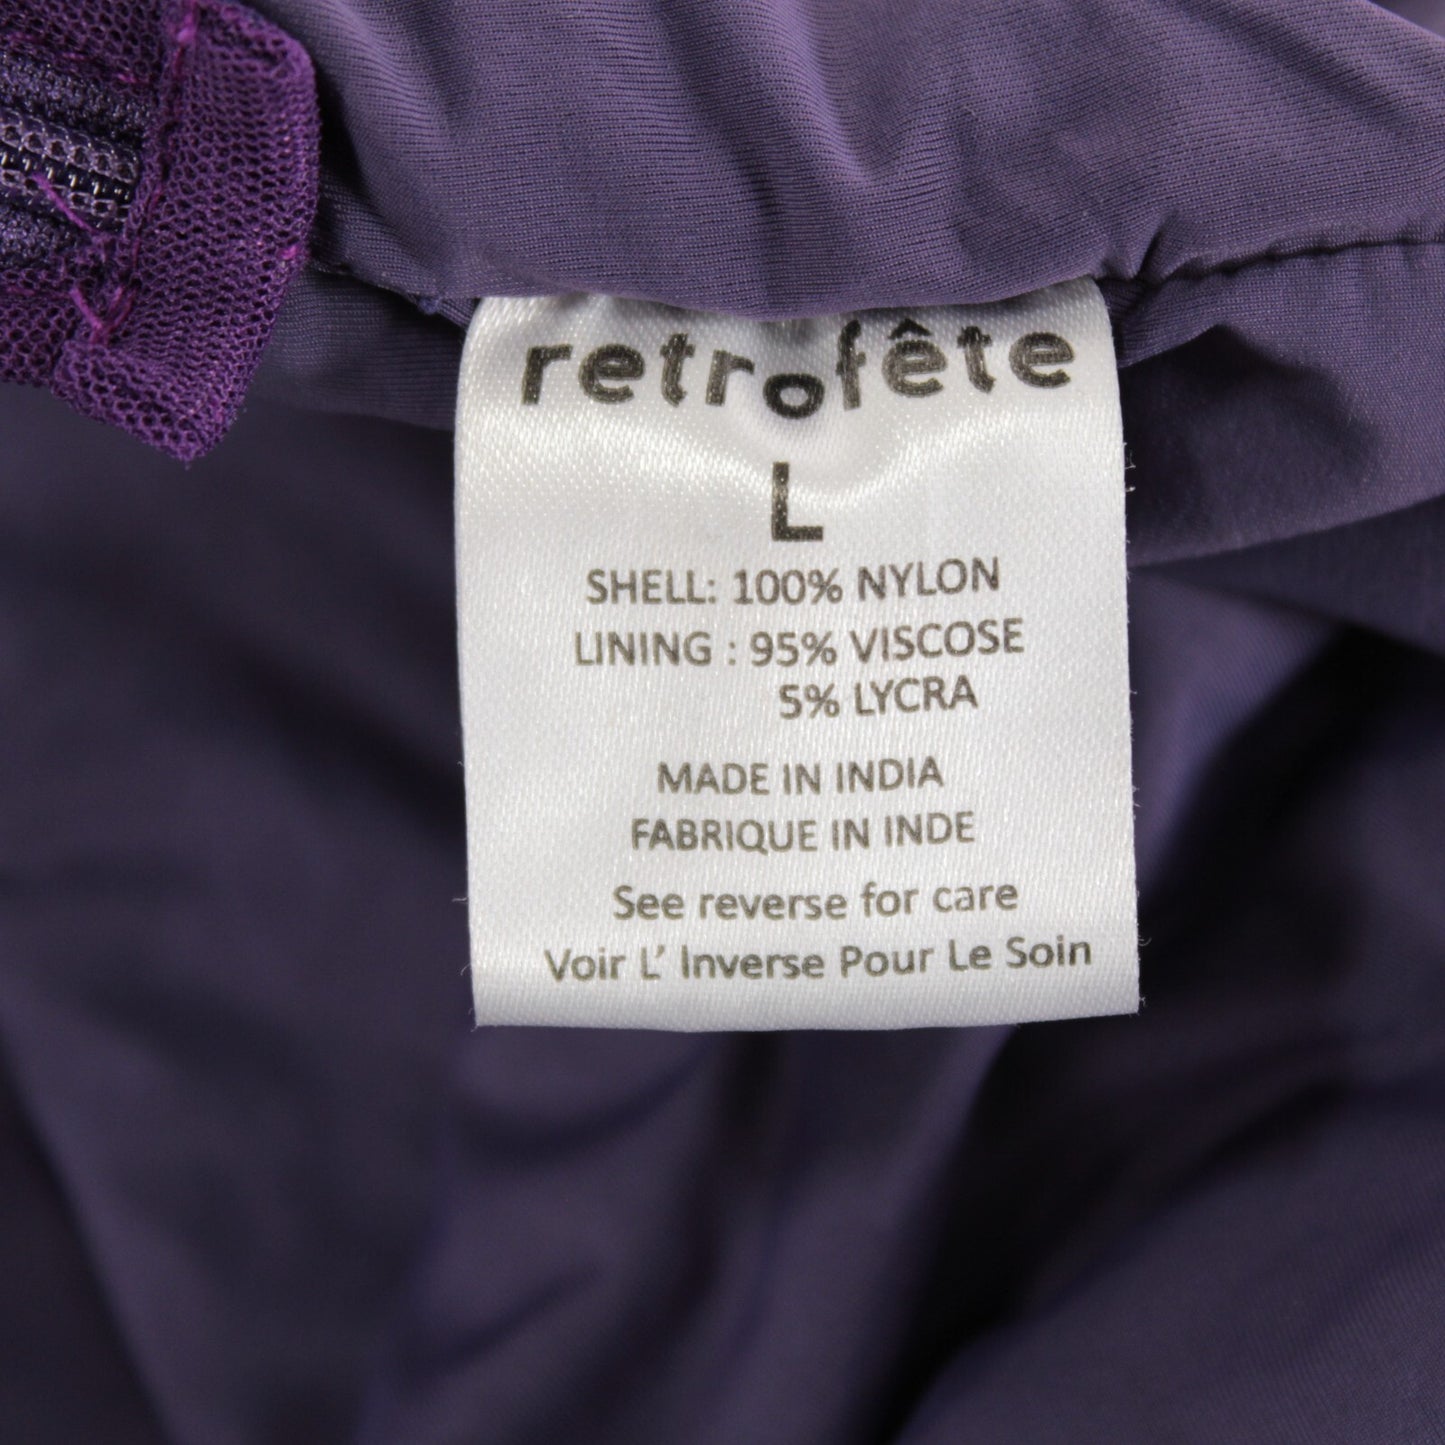 retrofête
L
SHELL: 100% NYLON
LINING : 95% VISCOSE
5% LYCRA
MADE IN INDIA
FABRIQUE IN INDE
See reverse for care
Voir L' Inverse Pour Le Soin